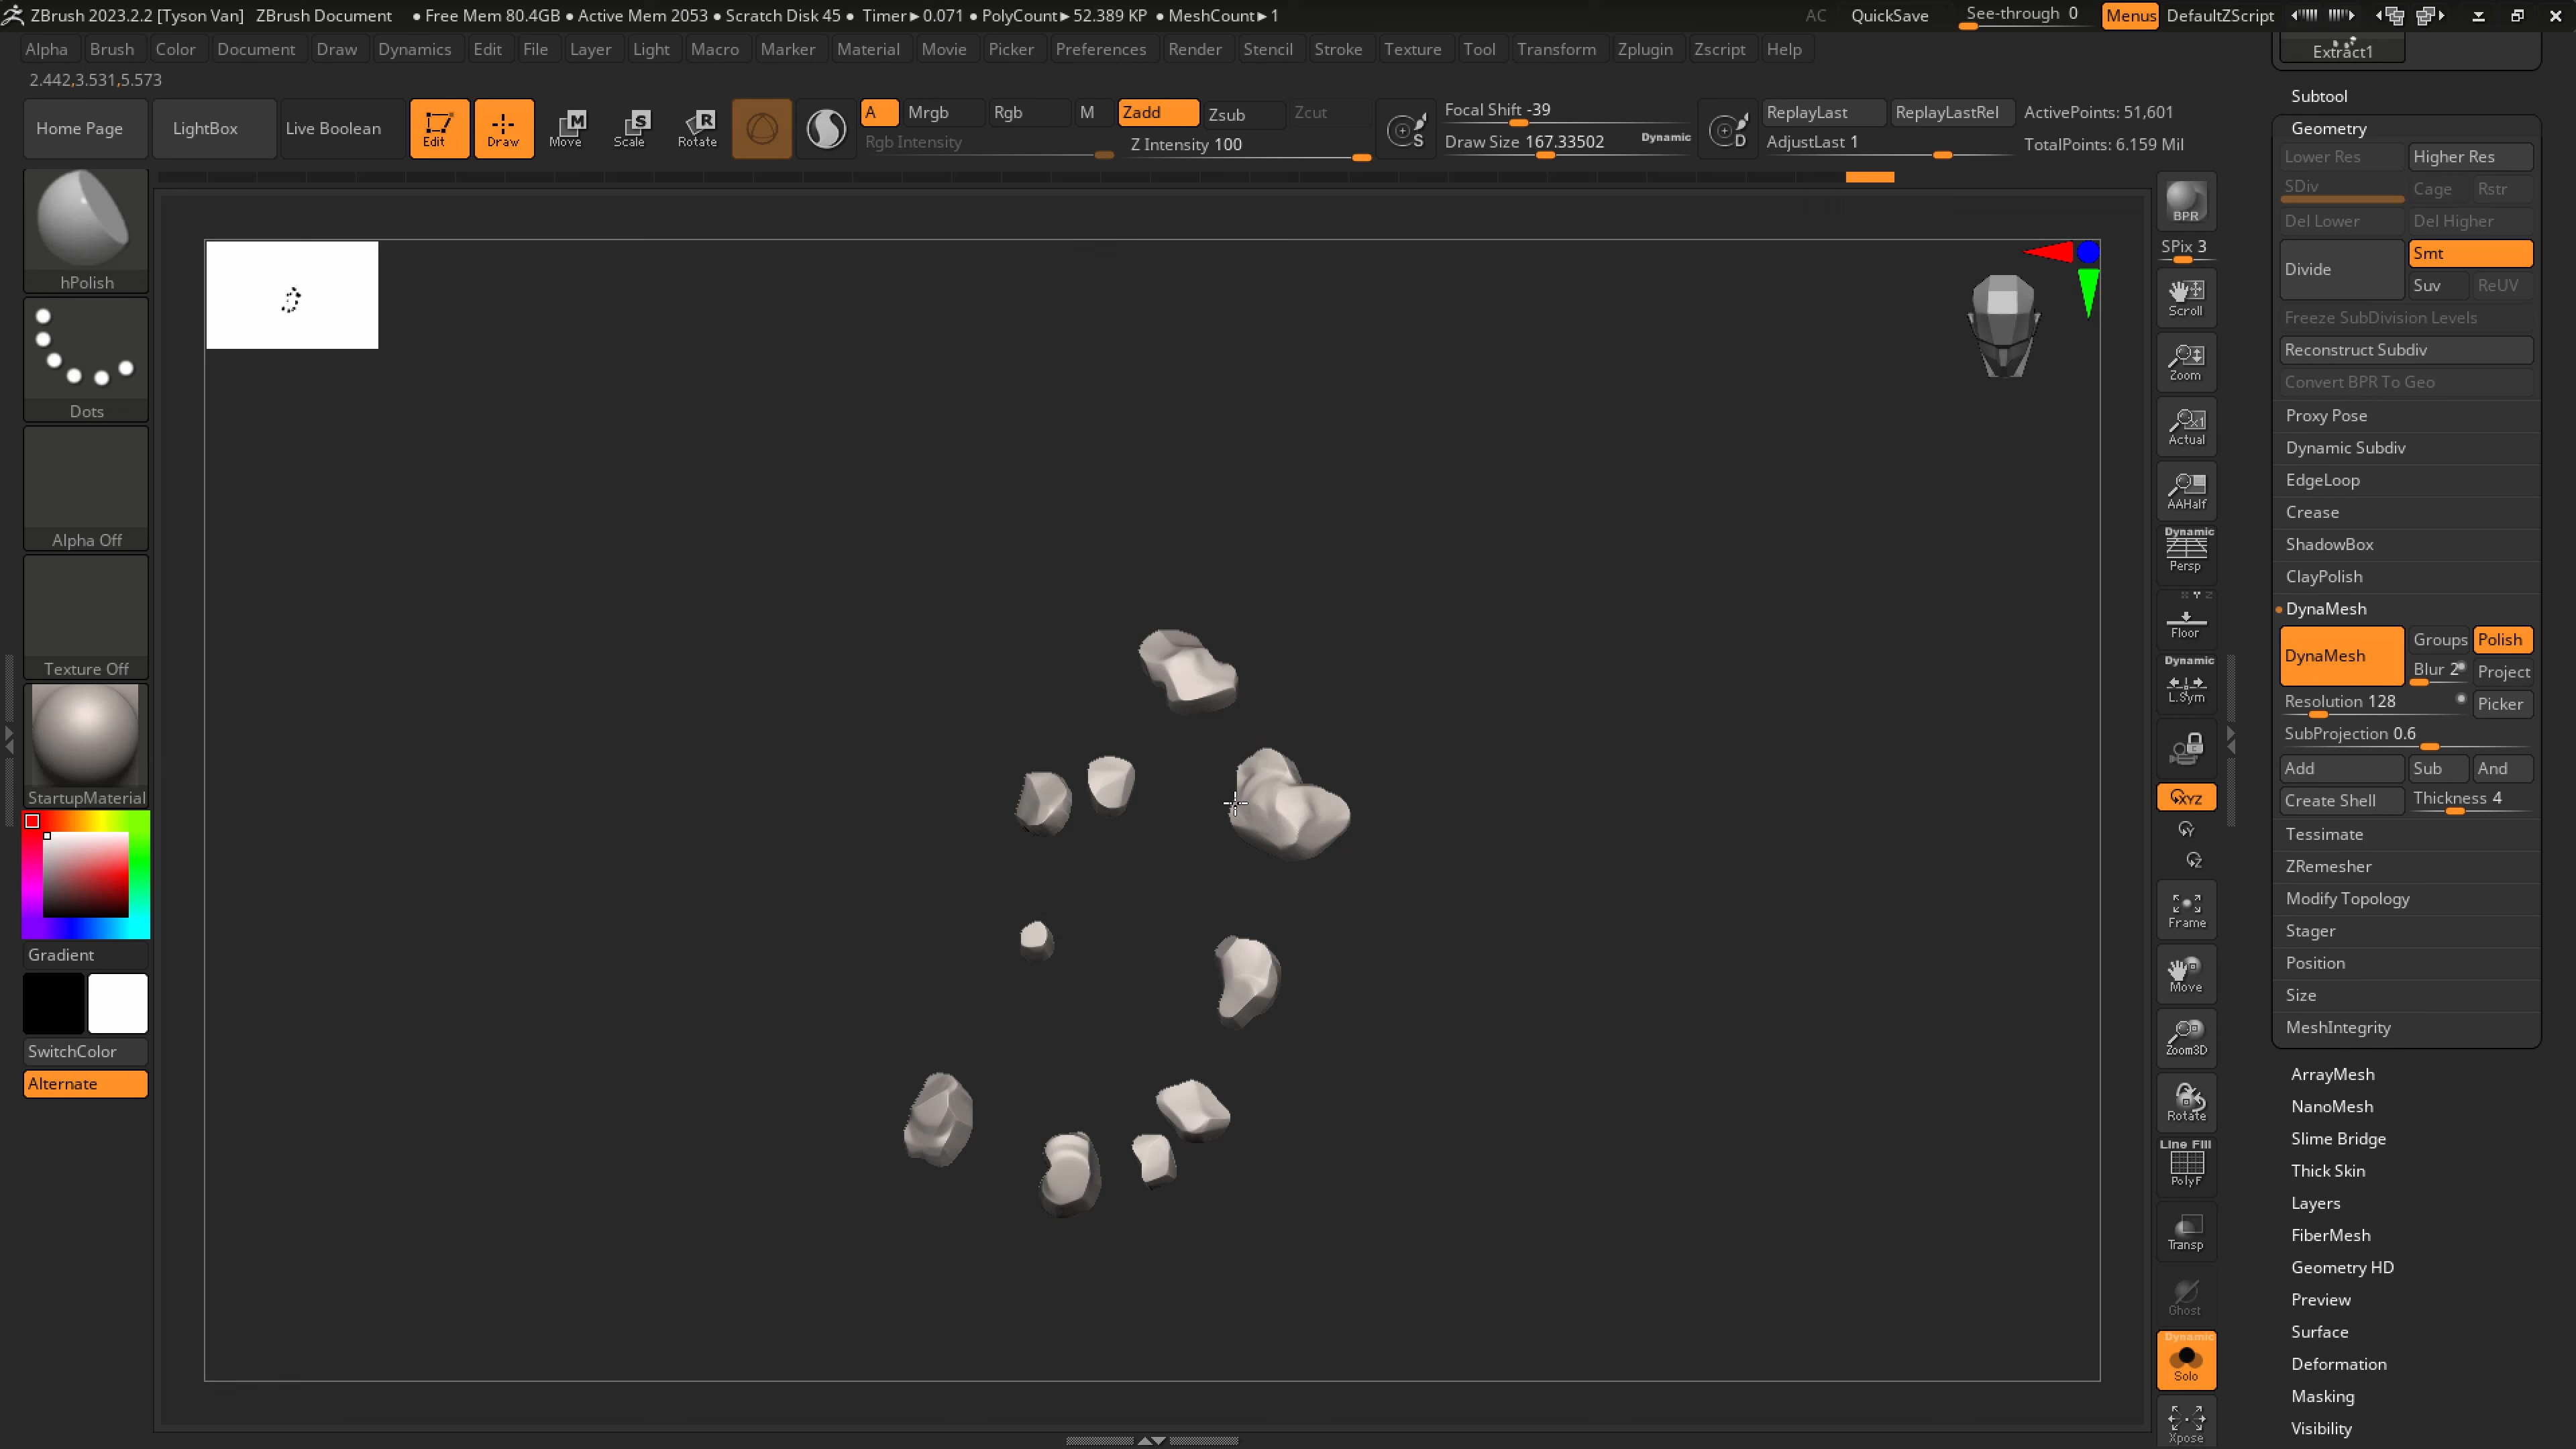 ZBrush 2023.2.2 [Tyson Van] ZBrush Document • Free Mem 80.4GB • Active Mem 2053 • Scratch Disk 45 • Timer▶0.071 • PolyCount▶52.389 KP • MeshCount▶1 AC QuickSave See-through 0 Menus DefaultZScript
Alpha Brush Color Document Draw Dynamics Edit File Layer Light Macro Marker Material Movie Picker Preferences Render Stencil Stroke Texture Tool Transform Zplugin Zscript Help
2.442,3.531,5.573
Home Page LightBox Live Boolean Edit Draw Move Scale Rotate
M S R
A Mrgb Rgb M Zadd Zsub Zcut
Rgb Intensity Z Intensity 100
S Focal Shift -39
Draw Size 167.33502 Dynamic
D ReplayLast ReplayLastRel ActivePoints: 51,601
AdjustLast 1 TotalPoints: 6.159 Mil
hPolish
Dots
Alpha Off
Texture Off
StartupMaterial
Gradient
SwitchColor
Alternate
BPR
SPix 3
Scroll
Zoom
x1
Actual
AAHalf
Dynamic
Persp
X Y Z
Floor
Dynamic
L.Sym
XYZ
Y
Z
Frame
Move
Zoom3D
Rotate
Line Fill
PolyF
Transp
Ghost
Dynamic
Solo
Xpose
Extract1
Subtool
Geometry
Lower Res Higher Res
SDiv Cage Rstr
Del Lower Del Higher
Divide Smt
Suv ReUV
Freeze SubDivision Levels
Reconstruct Subdiv
Convert BPR To Geo
Proxy Pose
Dynamic Subdiv
EdgeLoop
Crease
ShadowBox
ClayPolish
DynaMesh
DynaMesh Groups Polish
Blur 2 Project
Resolution 128 Picker
SubProjection 0.6
Add Sub And
Create Shell Thickness 4
Tessimate
ZRemesher
Modify Topology
Stager
Position
Size
MeshIntegrity
ArrayMesh
NanoMesh
Slime Bridge
Thick Skin
Layers
FiberMesh
Geometry HD
Preview
Surface
Deformation
Masking
Visibility